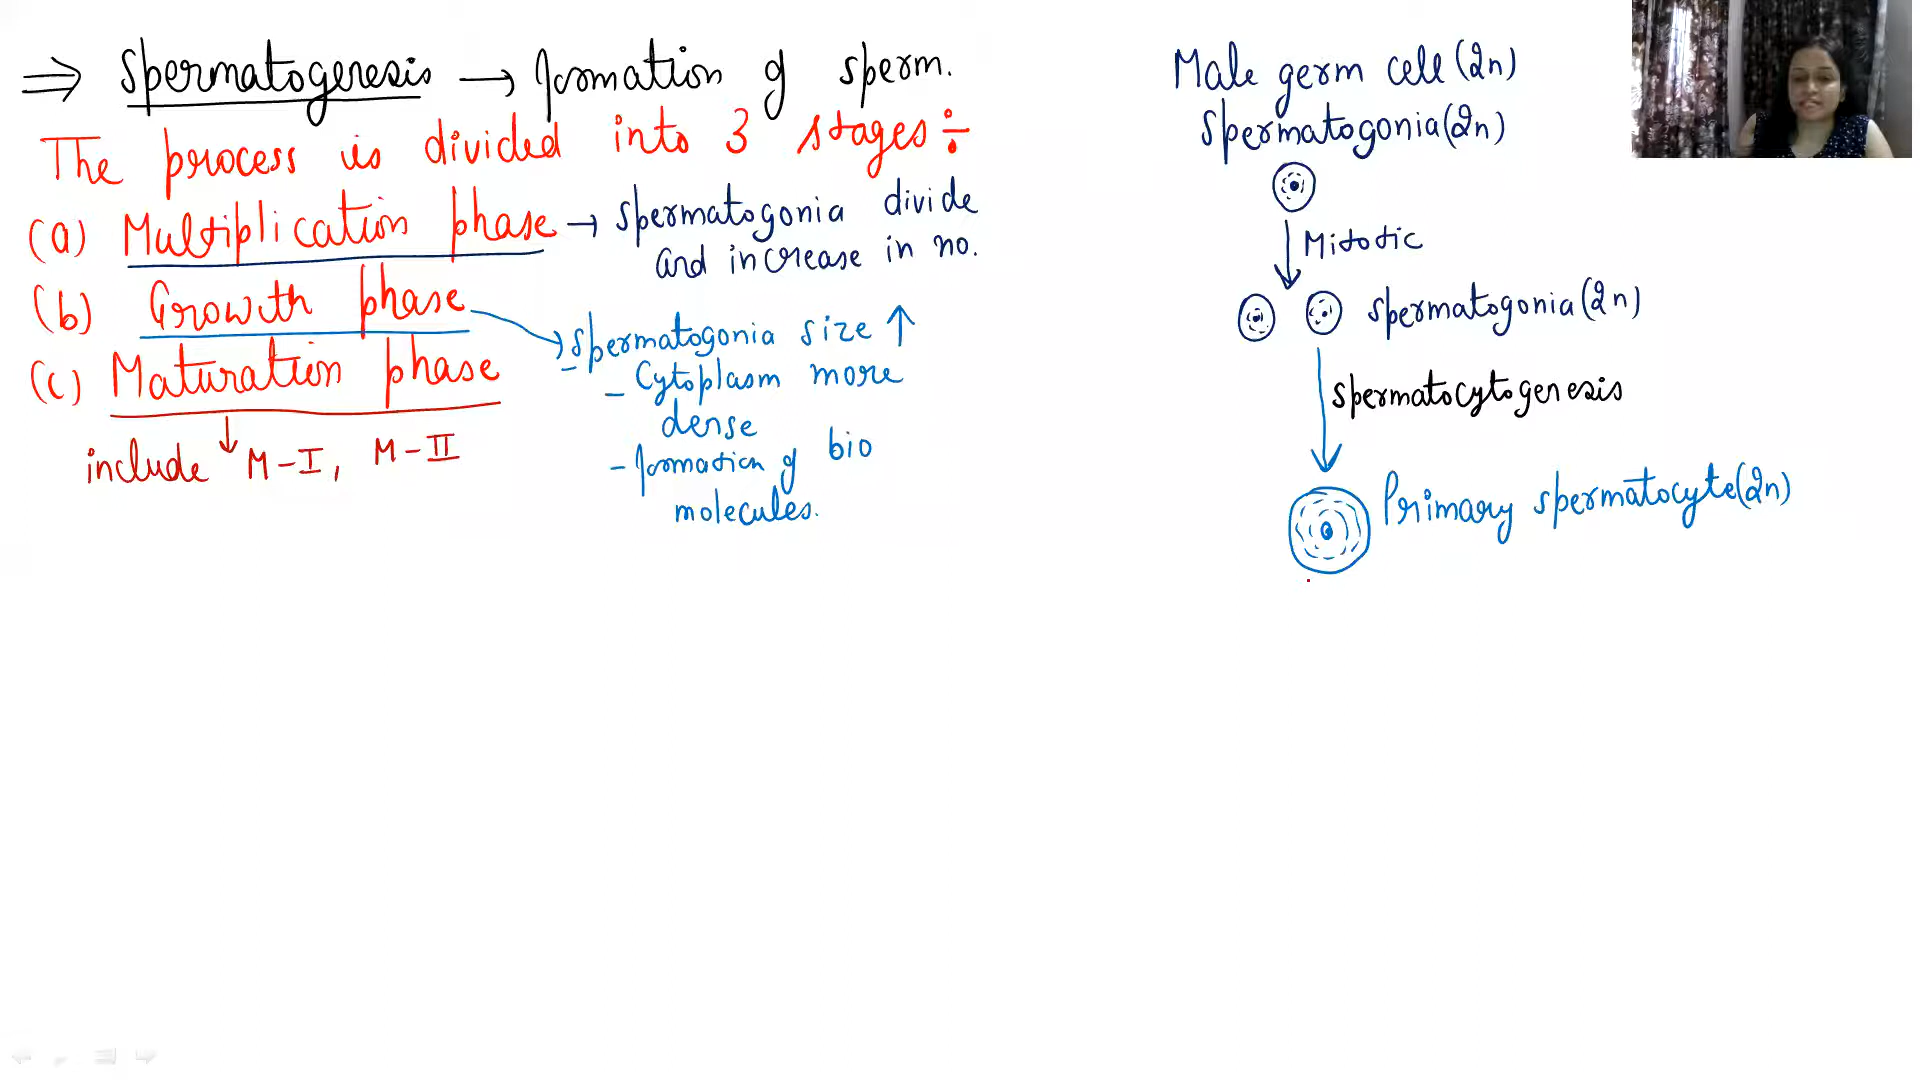 ⇒ Spermatogenesis → formation of sperm.
The process is divided into 3 stages ÷
(a) Multiplication phase → spermatogonia divide
and increase in no.
(b) Growth phase
→ spermatogonia size ↑
- Cytoplasm more
dense
- formation of bio
molecules.
(c) Maturation phase
↓
include M-I, M-II
Male germ cell (2n)
Spermatogonia (2n)
↓ Mitotic
spermatogonia (2n)
spermatocytogenesis
Primary spermatocyte (2n)